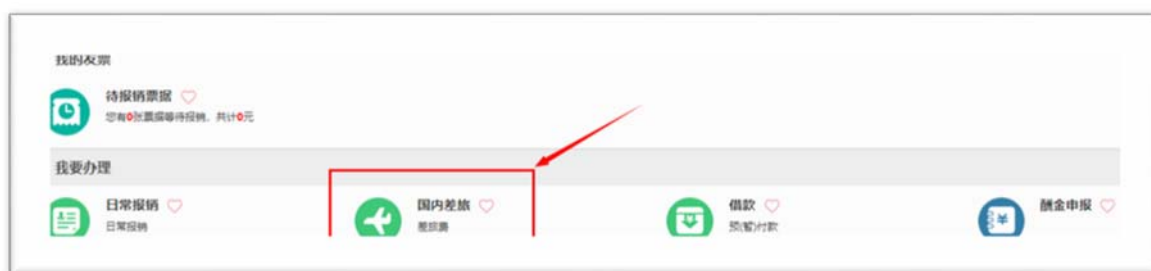 我的发票
待报销票据
您有0张票据等待报销，共计0元
我要办理
日常报销
日常报销
国内差旅
差旅费
借款
预(暂)付款
酬金申报